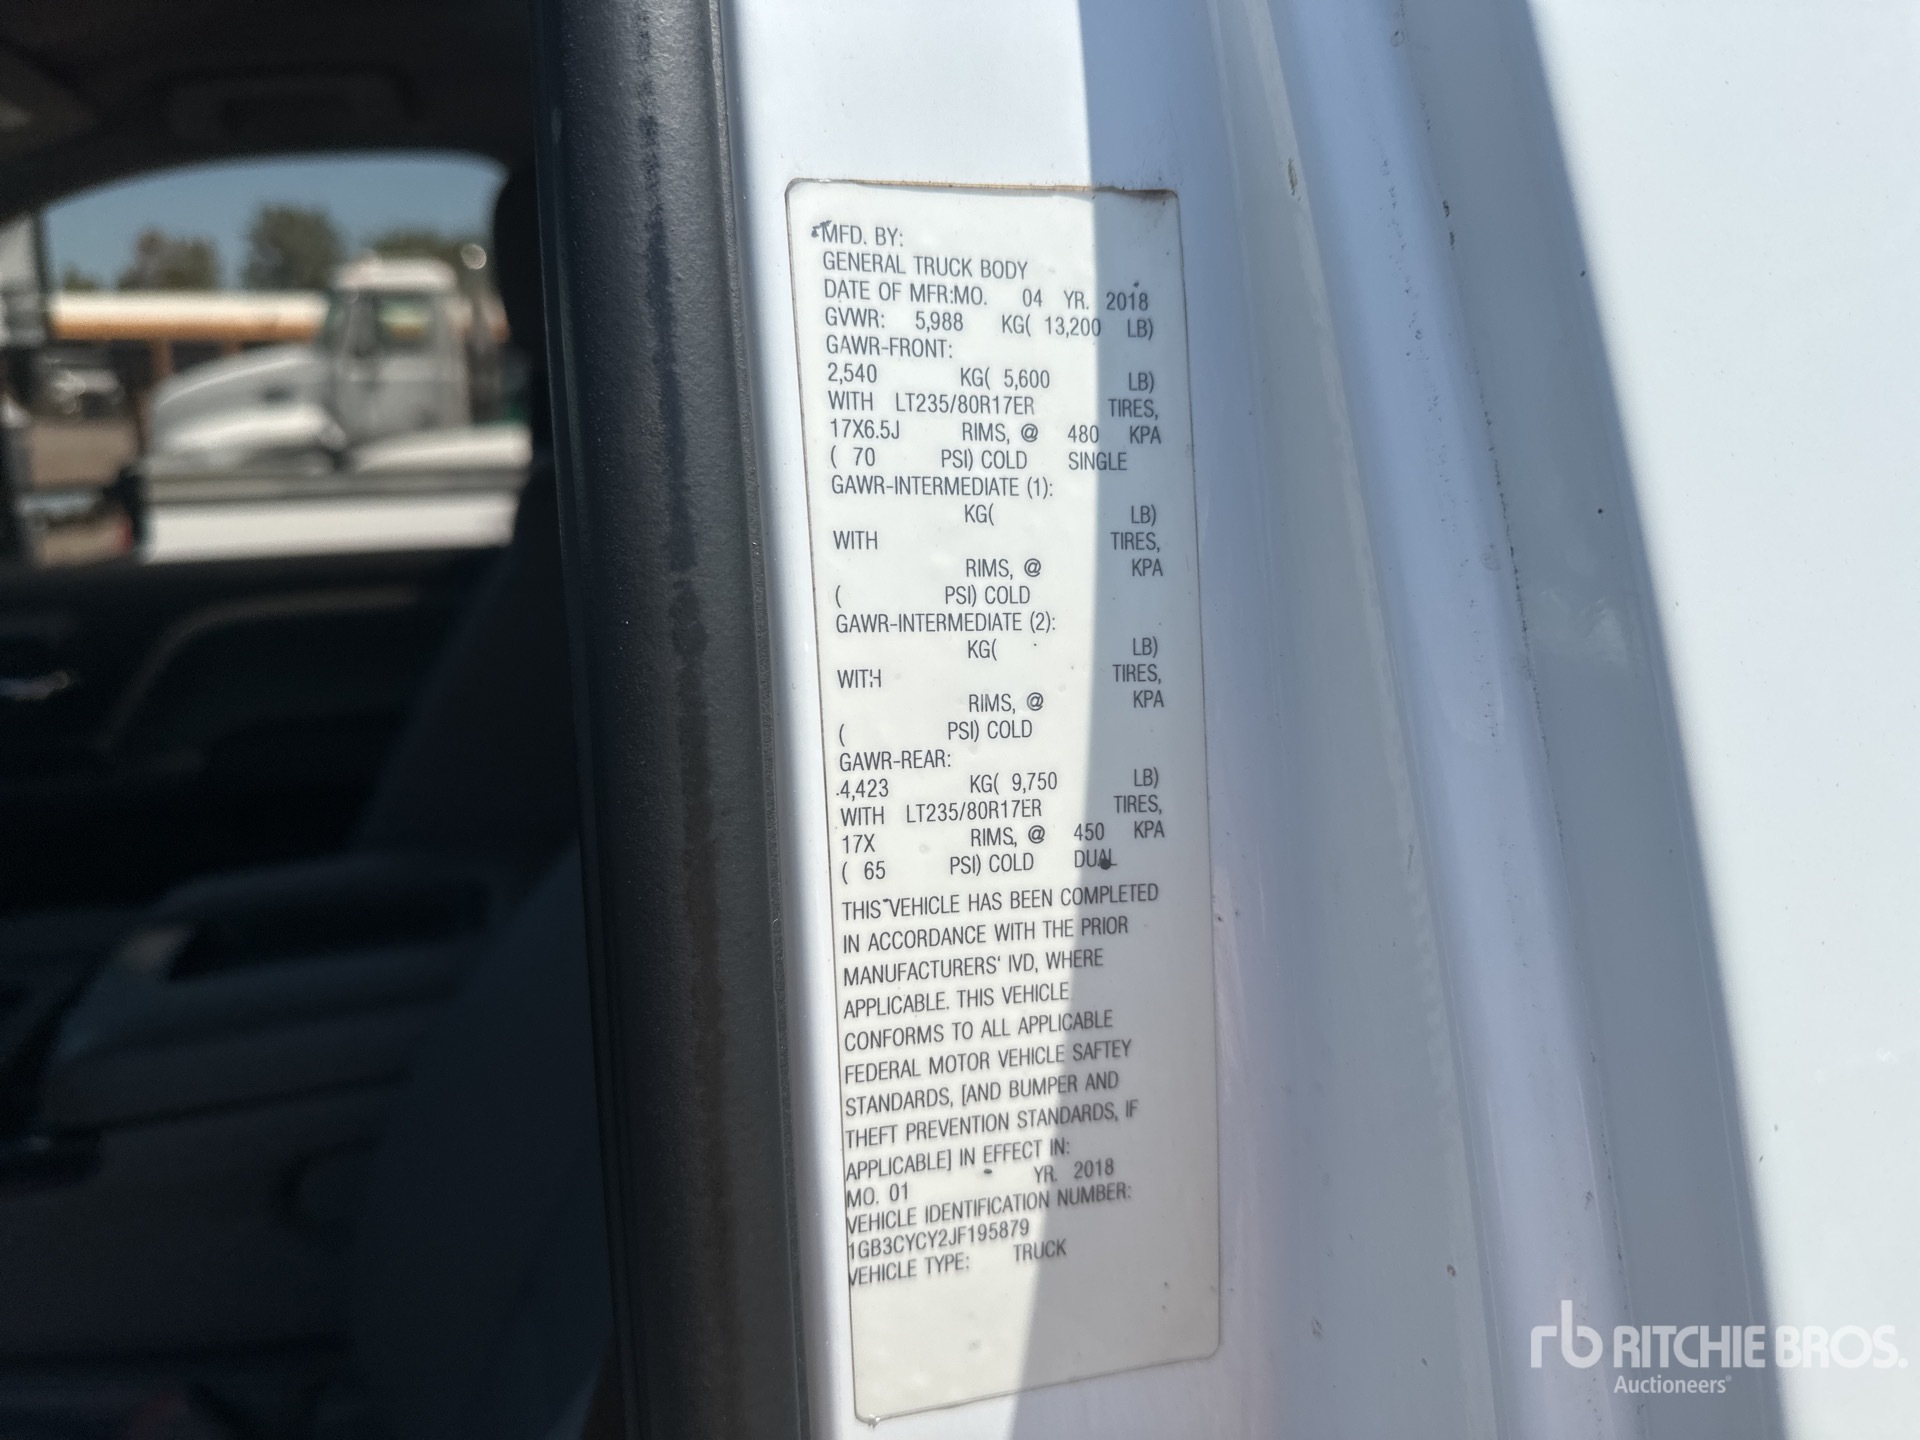 MFD. BY:
GENERAL TRUCK BODY
DATE OF MFR:MO. 04 YR. 2018
GVWR: 5,988 KG( 13,200 LB)
GAWR-FRONT:
2,540 KG( 5,600 LB)
WITH LT235/80R17ER TIRES,
17X6.5J RIMS, @ 480 KPA
( 70 PSI) COLD SINGLE
GAWR-INTERMEDIATE (1):
KG( LB)
WITH TIRES,
RIMS, @ KPA
( PSI) COLD
GAWR-INTERMEDIATE (2):
KG( LB)
WITH TIRES,
RIMS, @ KPA
( PSI) COLD
GAWR-REAR:
4,423 KG( 9,750 LB)
WITH LT235/80R17ER TIRES,
17X RIMS, @ 450 KPA
( 65 PSI) COLD DUAL
THIS VEHICLE HAS BEEN COMPLETED
IN ACCORDANCE WITH THE PRIOR
MANUFACTURERS' IVD, WHERE
APPLICABLE. THIS VEHICLE
CONFORMS TO ALL APPLICABLE
FEDERAL MOTOR VEHICLE SAFTEY
STANDARDS, [AND BUMPER AND
THEFT PREVENTION STANDARDS, IF
APPLICABLE] IN EFFECT IN:
MO. 01 YR. 2018
VEHICLE IDENTIFICATION NUMBER:
1GB3CYCY2JF195879
VEHICLE TYPE: TRUCK
rb RITCHIE BROS.
Auctioneers